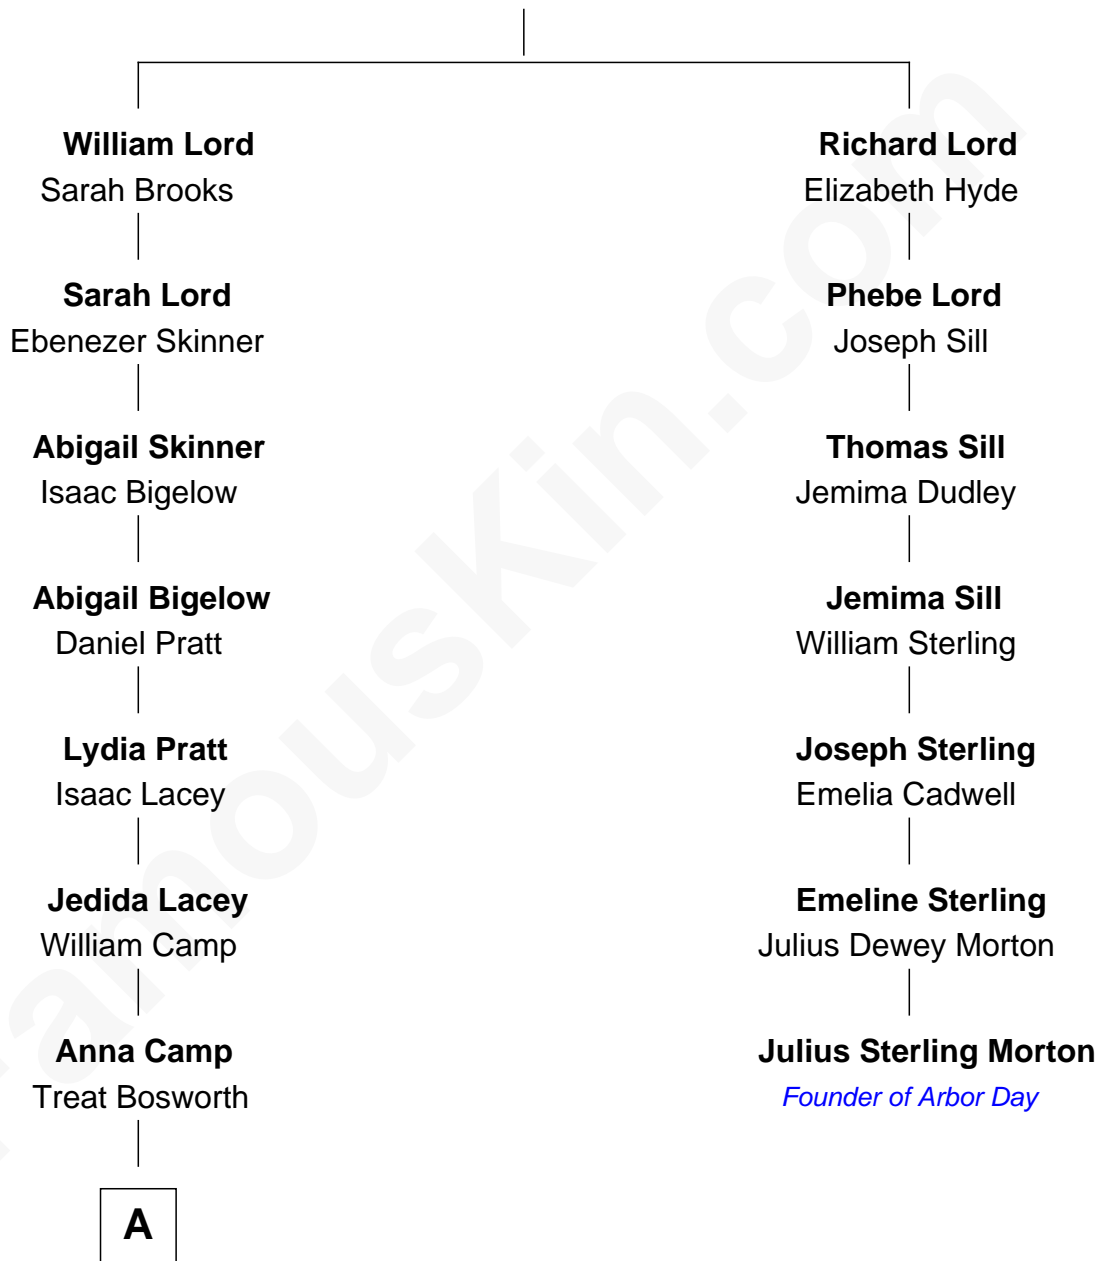 William Lord
Sarah Brooks
Sarah Lord
Ebenezer Skinner
Abigail Skinner
Isaac Bigelow
Abigail Bigelow
Daniel Pratt
Lydia Pratt
Isaac Lacey
Jedida Lacey
William Camp
Anna Camp
Treat Bosworth
A
Richard Lord
Elizabeth Hyde
Phebe Lord
Joseph Sill
Thomas Sill
Jemima Dudley
Jemima Sill
William Sterling
Joseph Sterling
Emelia Cadwell
Emeline Sterling
Julius Dewey Morton
Julius Sterling Morton
Founder of Arbor Day
FamousKin.com